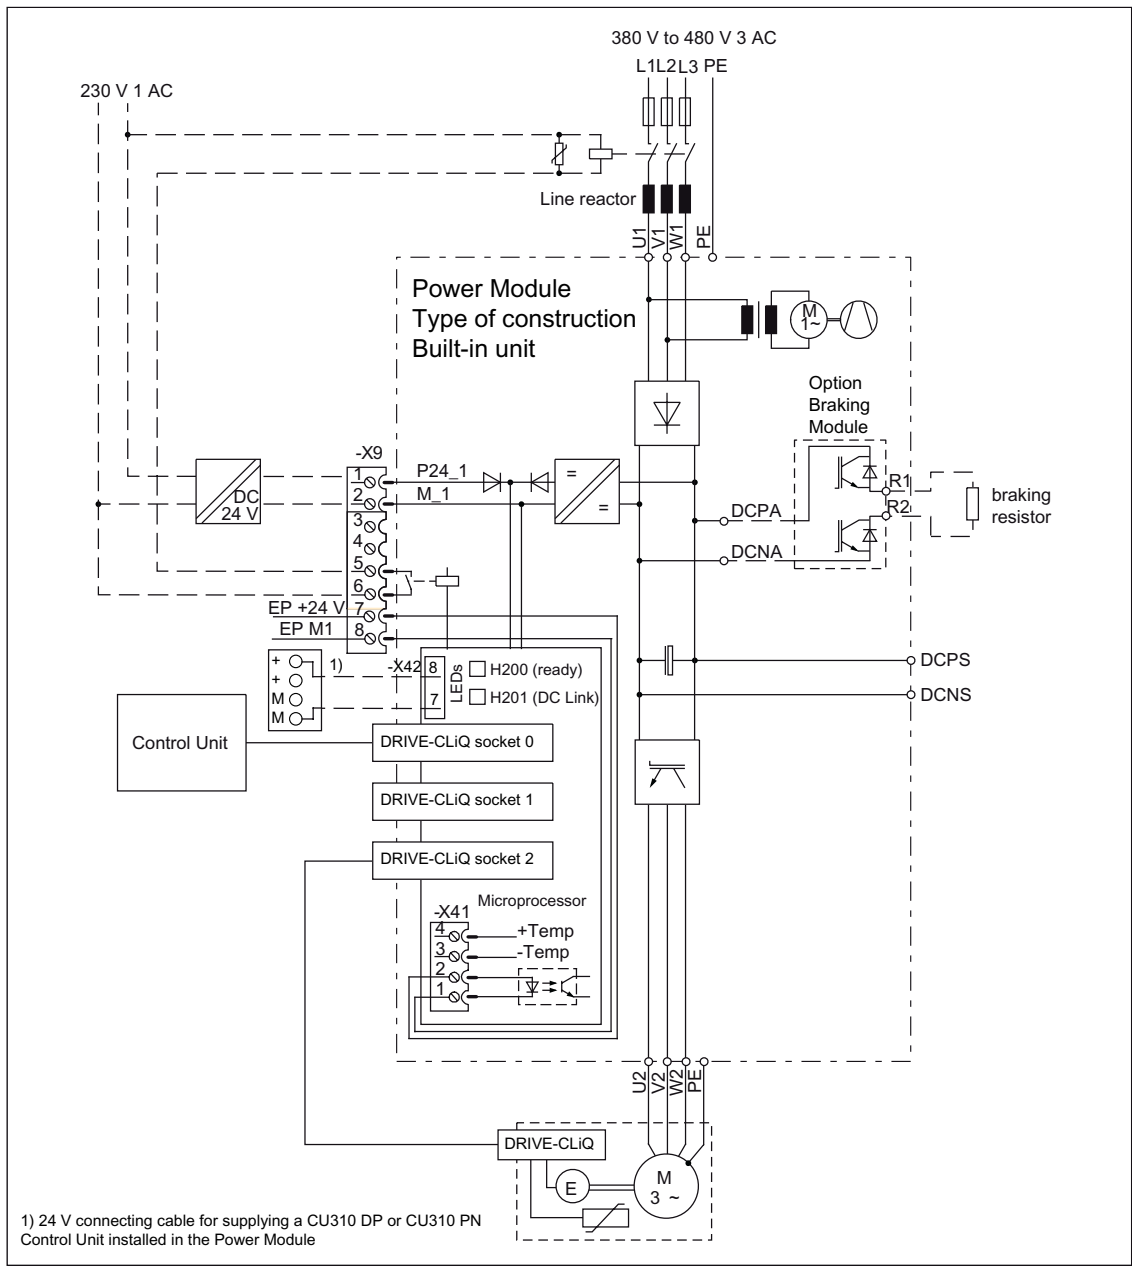 380 V to 480 V 3 AC
L1 L2 L3 PE
230 V 1 AC
Line reactor
U1
V1
W1
PE
Power Module
Type of construction
Built-in unit
M
1~
Option
Braking
Module
-X9
P24_1
M_1
1
2
3
4
5
6
7
8
DC
24 V
=
=
R1
R2
braking
resistor
DCPA
DCNA
EP +24 V
EP M1
+
+
M
M
1)
-X42
8
7
LEDs
H200 (ready)
H201 (DC Link)
DCPS
DCNS
Control Unit
DRIVE-CLiQ socket 0
DRIVE-CLiQ socket 1
DRIVE-CLiQ socket 2
Microprocessor
-X41
4
3
2
1
+Temp
-Temp
U2
V2
W2
PE
DRIVE-CLiQ
E
M
3 ~
1) 24 V connecting cable for supplying a CU310 DP or CU310 PN
Control Unit installed in the Power Module